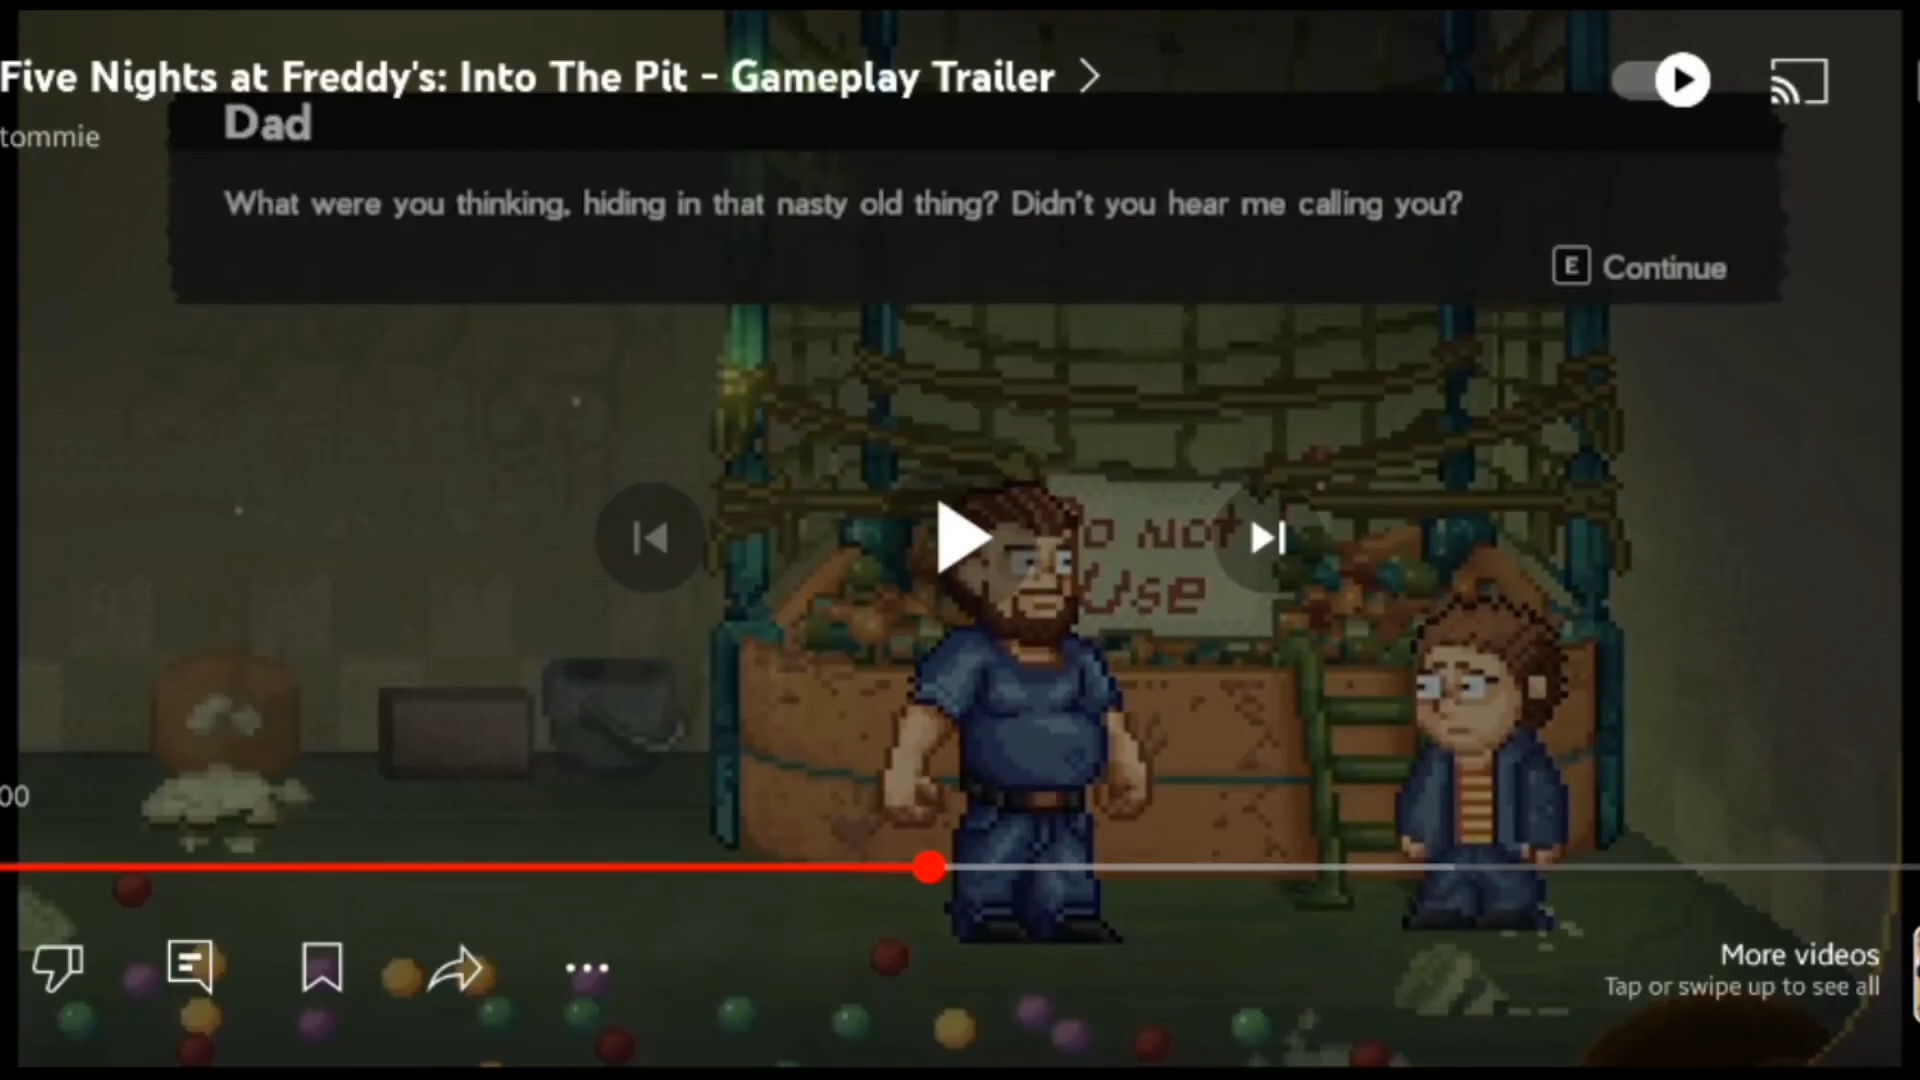 Five Nights at Freddy's: Into The Pit - Gameplay Trailer
tommie
Dad
What were you thinking, hiding in that nasty old thing? Didn't you hear me calling you?
E Continue
O NOT
Use
00
More videos
Tap or swipe up to see all